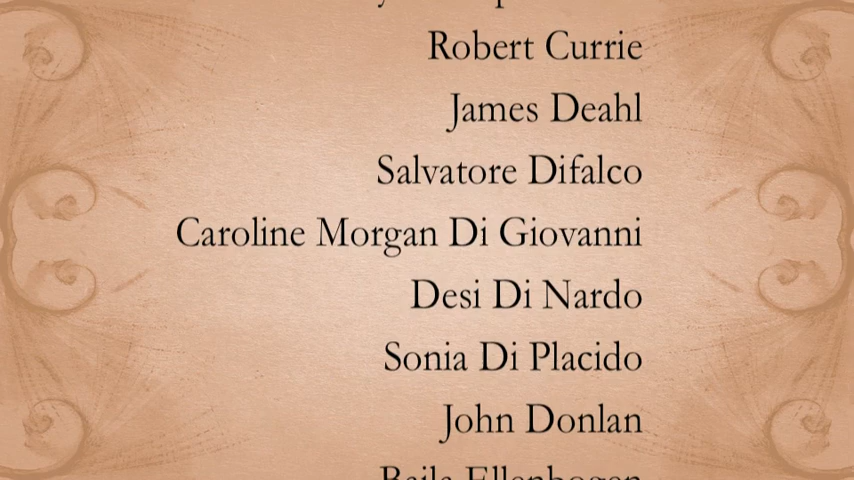 Robert Currie
James Deahl
Salvatore Difalco
Caroline Morgan Di Giovanni
Desi Di Nardo
Sonia Di Placido
John Donlan